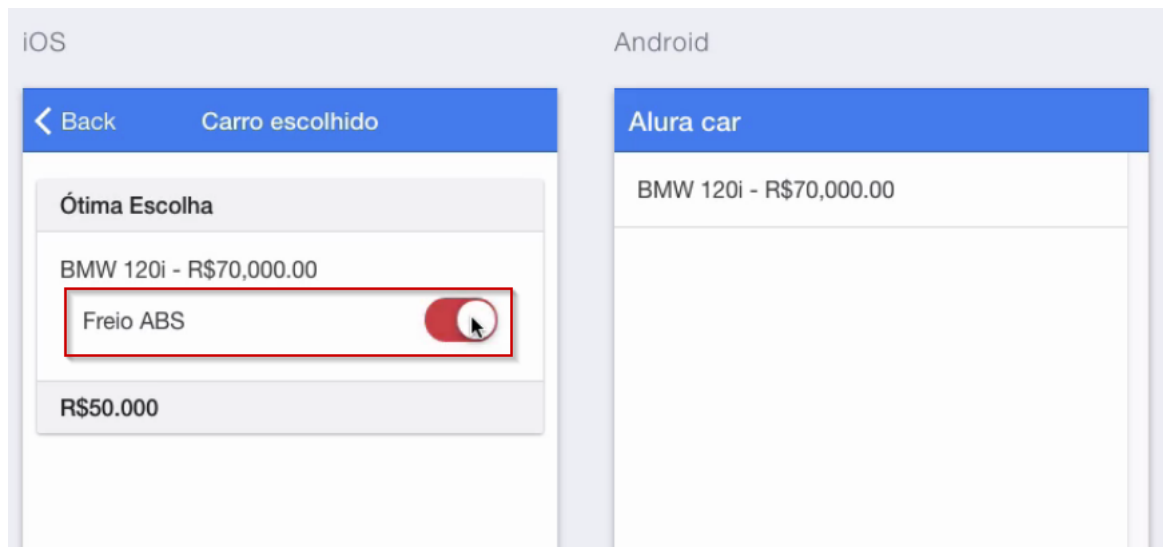 iOS
Back
Carro escolhido
Ótima Escolha
BMW 120i - R$70,000.00
Freio ABS
R$50.000
Android
Alura car
BMW 120i - R$70,000.00